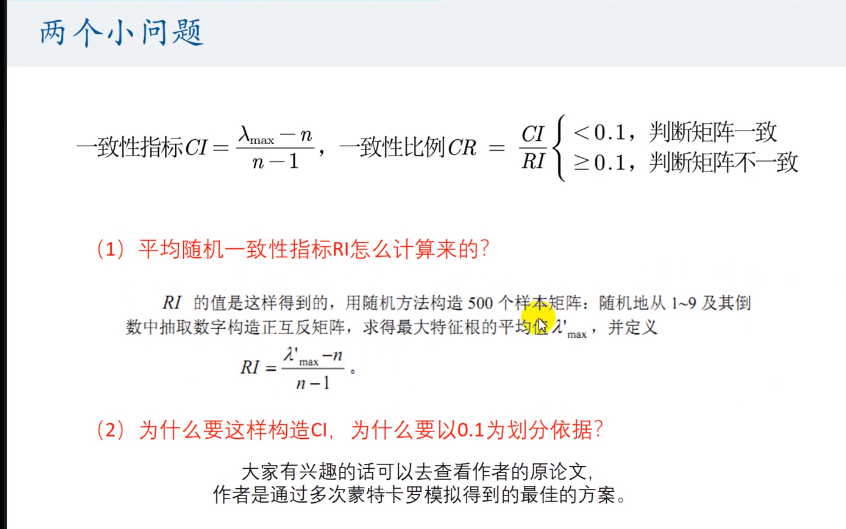 两个小问题
一致性指标CI = (λmax − n)/(n − 1)，一致性比例CR = CI/RI { <0.1，判断矩阵一致
≥0.1，判断矩阵不一致
（1）平均随机一致性指标RI怎么计算来的？
RI 的值是这样得到的，用随机方法构造 500 个样本矩阵：随机地从 1~9 及其倒
数中抽取数字构造正互反矩阵，求得最大特征根的平均值 λ'max，并定义
RI = (λ'max − n)/(n − 1) 。
（2）为什么要这样构造CI，为什么要以0.1为划分依据？
大家有兴趣的话可以去查看作者的原论文，
作者是通过多次蒙特卡罗模拟得到的最佳的方案。